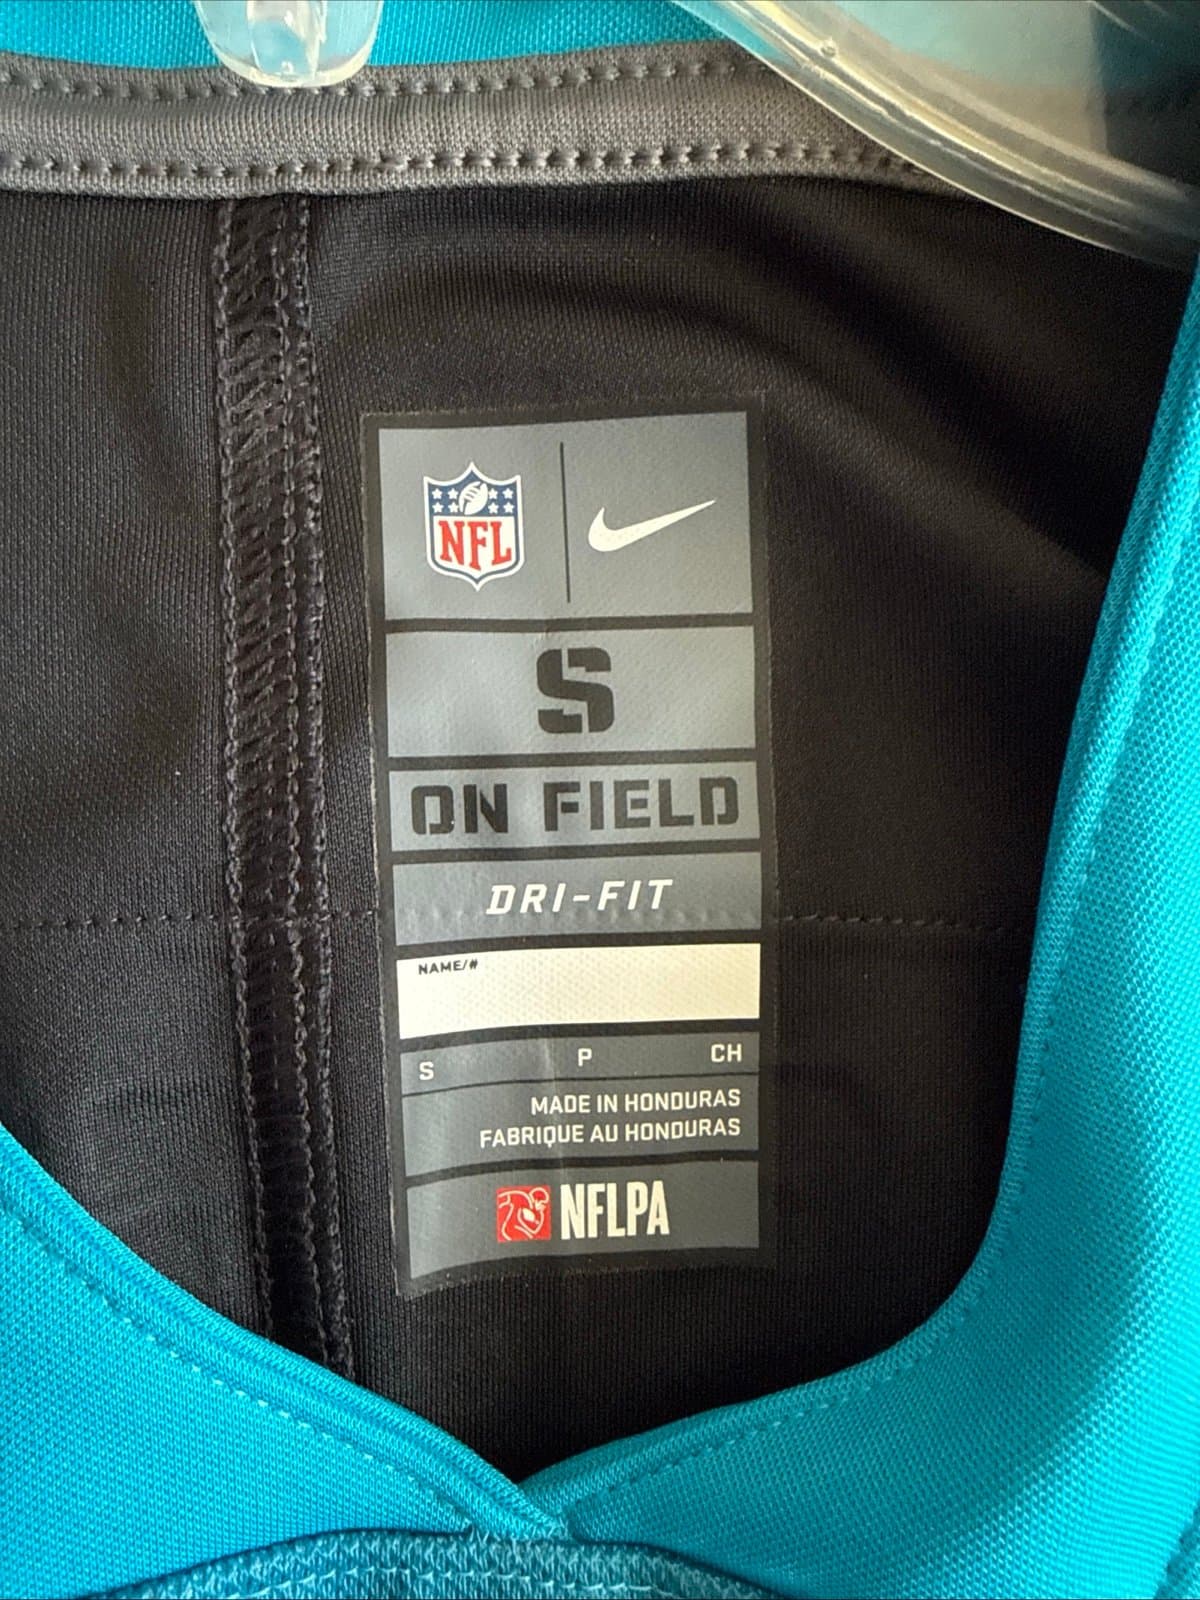 NFL
S
ON FIELD
DRI-FIT
NAME/#
S P CH
MADE IN HONDURAS
FABRIQUE AU HONDURAS
NFLPA